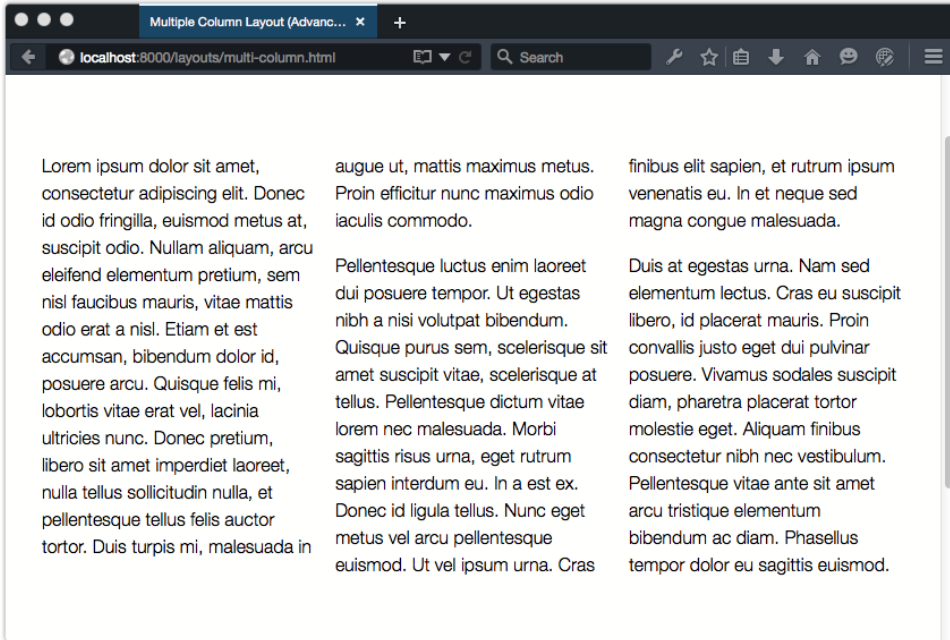 Multiple Column Layout (Advanc...
localhost:8000/layouts/multi-column.html
Search
Lorem ipsum dolor sit amet,
consectetur adipiscing elit. Donec
id odio fringilla, euismod metus at,
suscipit odio. Nullam aliquam, arcu
eleifend elementum pretium, sem
nisl faucibus mauris, vitae mattis
odio erat a nisl. Etiam et est
accumsan, bibendum dolor id,
posuere arcu. Quisque felis mi,
lobortis vitae erat vel, lacinia
ultricies nunc. Donec pretium,
libero sit amet imperdiet laoreet,
nulla tellus sollicitudin nulla, et
pellentesque tellus felis auctor
tortor. Duis turpis mi, malesuada in
augue ut, mattis maximus metus.
Proin efficitur nunc maximus odio
iaculis commodo.
Pellentesque luctus enim laoreet
dui posuere tempor. Ut egestas
nibh a nisi volutpat bibendum.
Quisque purus sem, scelerisque sit
amet suscipit vitae, scelerisque at
tellus. Pellentesque dictum vitae
lorem nec malesuada. Morbi
sagittis risus urna, eget rutrum
sapien interdum eu. In a est ex.
Donec id ligula tellus. Nunc eget
metus vel arcu pellentesque
euismod. Ut vel ipsum urna. Cras
finibus elit sapien, et rutrum ipsum
venenatis eu. In et neque sed
magna congue malesuada.
Duis at egestas urna. Nam sed
elementum lectus. Cras eu suscipit
libero, id placerat mauris. Proin
convallis justo eget dui pulvinar
posuere. Vivamus sodales suscipit
diam, pharetra placerat tortor
molestie eget. Aliquam finibus
consectetur nibh nec vestibulum.
Pellentesque vitae ante sit amet
arcu tristique elementum
bibendum ac diam. Phasellus
tempor dolor eu sagittis euismod.